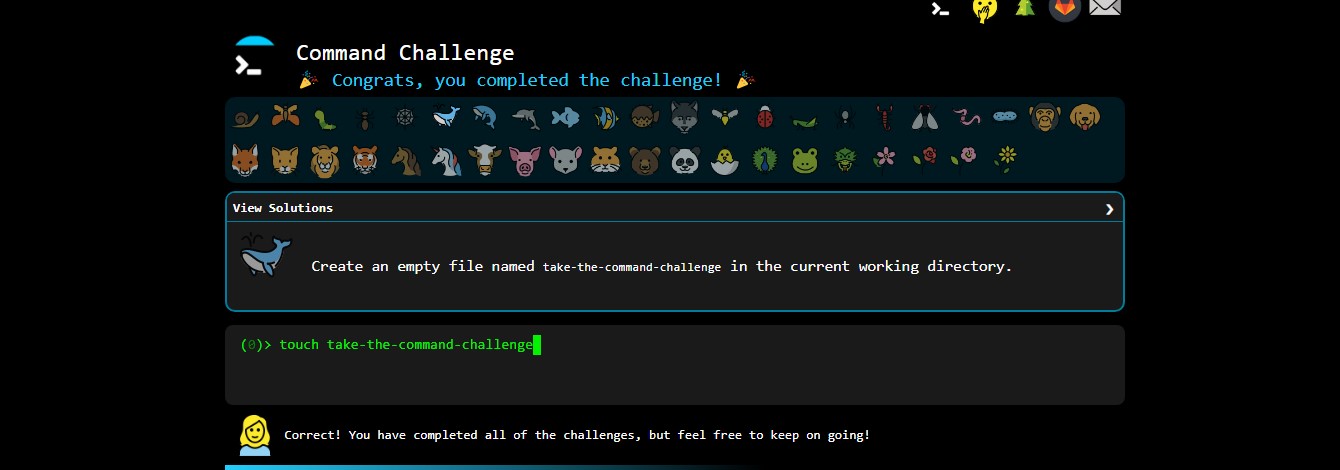 Command Challenge
🎉 Congrats, you completed the challenge! 🎉
View Solutions ❯
Create an empty file named take-the-command-challenge in the current working directory.
(0)> touch take-the-command-challenge
Correct! You have completed all of the challenges, but feel free to keep on going!